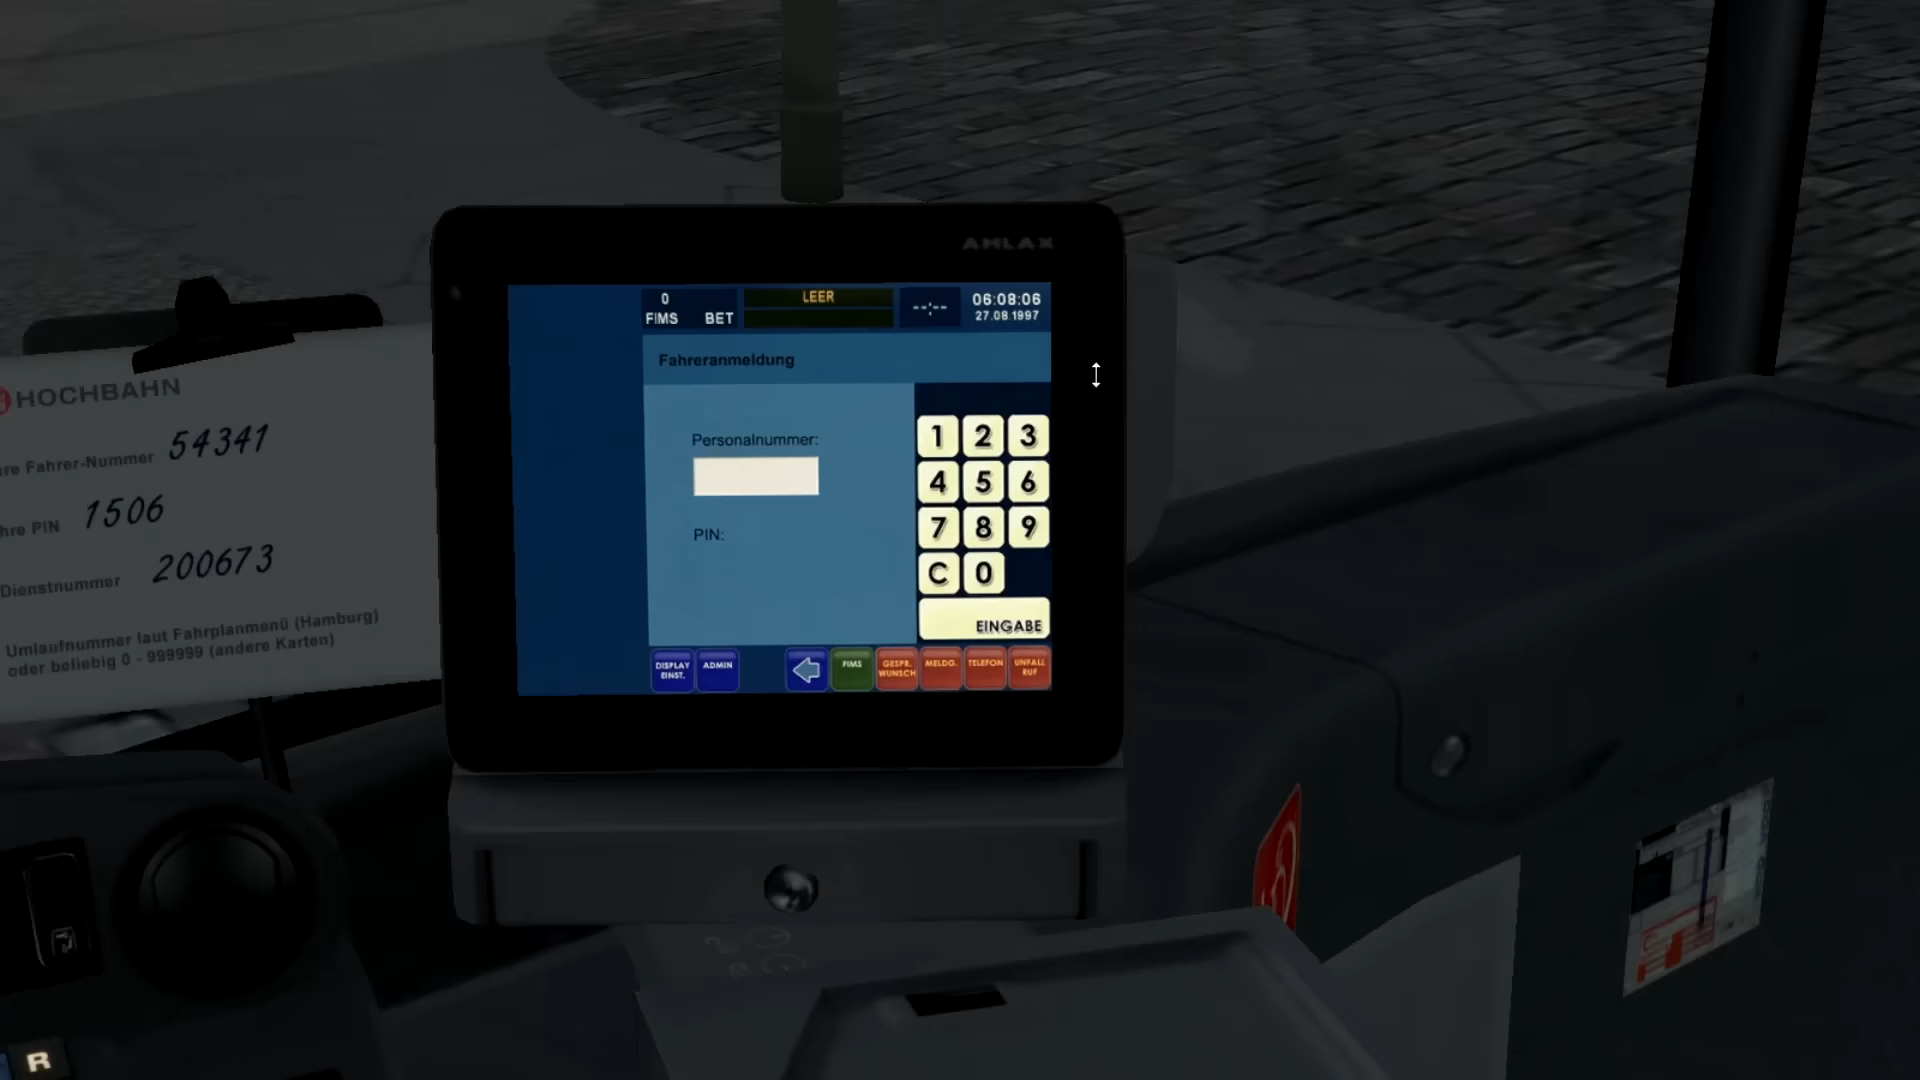 AHLAX
0
FIMS BET
LEER
--:--
06:08:06
27.08.1997
Fahreranmeldung
Personalnummer:
PIN:
1 2 3
4 5 6
7 8 9
C 0
EINGABE
DISPLAY
EINST.
ADMIN
FIMS
GESPR.
WUNSCH
MELDG.
TELEFON
UNFALL
RUF
HOCHBAHN
Fahrer-Nummer 54341
PIN 1506
Dienstnummer 200673
Umlaufnummer laut Fahrplanmenü (Hamburg)
oder beliebig 0 - 999999 (andere Karten)
R